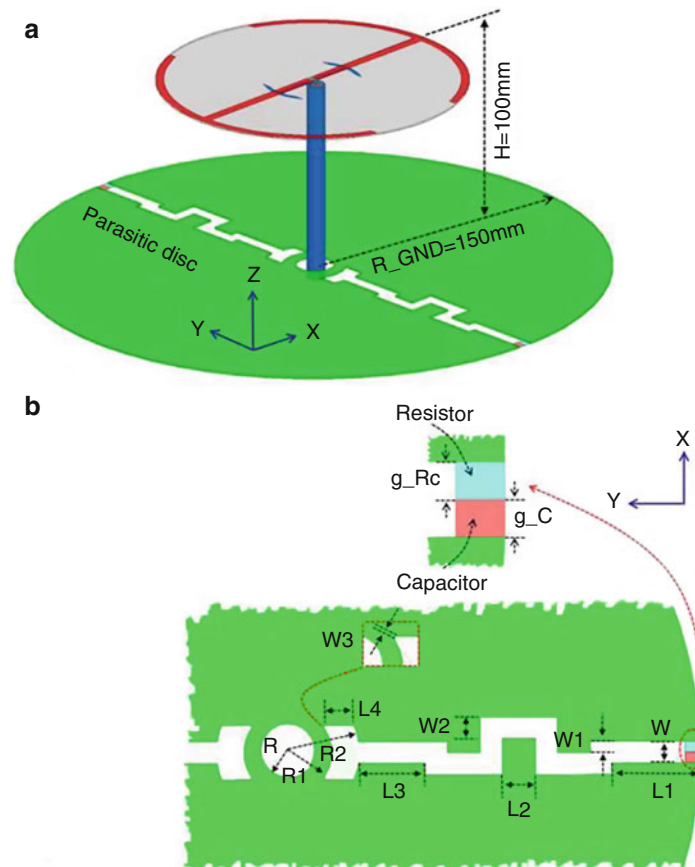 a
H=100mm
Parasitic disc
R_GND=150mm
Z
Y
X
b
Resistor
X
g_Rc
Y
g_C
Capacitor
W3
L4
W2
W1
W
R
R2
R1
L3
L2
L1